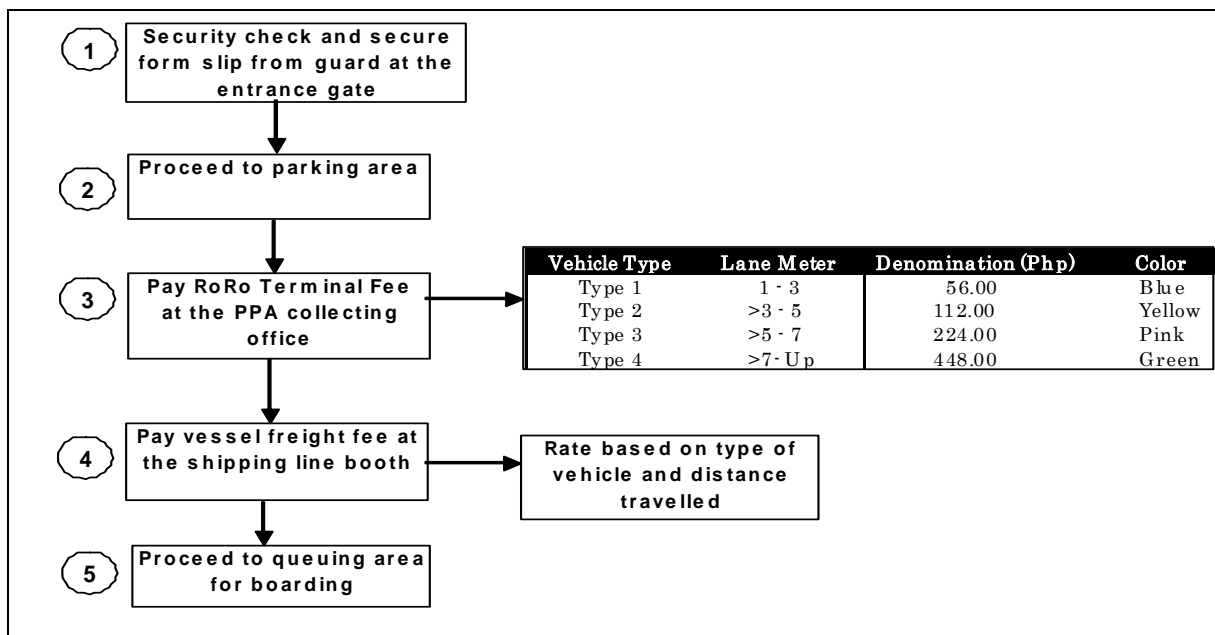 1
Security check and secure
form slip from guard at the
entrance gate
2
Proceed to parking area
3
Pay RoRo Terminal Fee
at the PPA collecting
office
Vehicle Type Lane Meter Denomination (Php) Color
Type 1 1 - 3 56.00 Blue
Type 2 >3 - 5 112.00 Yellow
Type 3 >5 - 7 224.00 Pink
Type 4 >7- Up 448.00 Green
4
Pay vessel freight fee at
the shipping line booth
Rate based on type of
vehicle and distance
travelled
5
Proceed to queuing area
for boarding